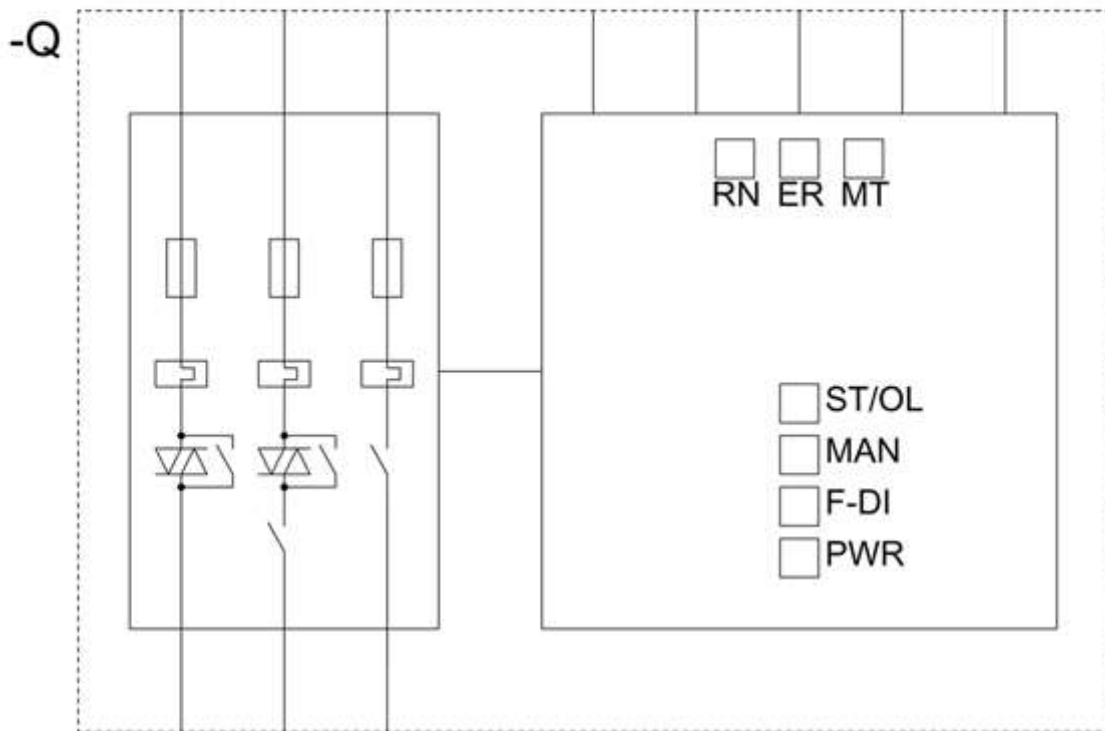 -Q
RN ER MT
ST/OL
MAN
F-DI
PWR